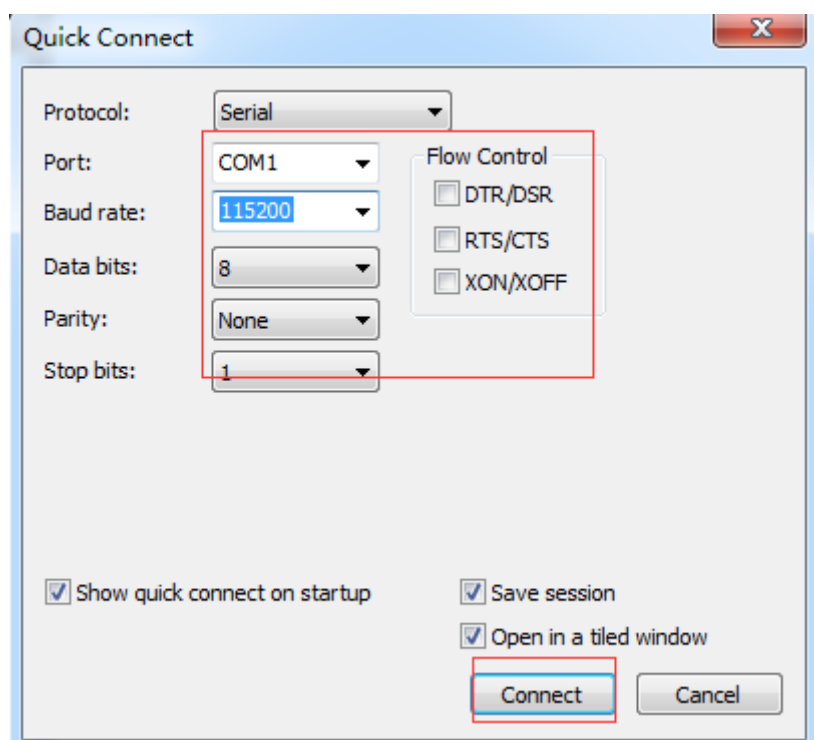 Quick Connect
Protocol: Serial
Port: COM1
Flow Control
DTR/DSR
Baud rate: 115200
RTS/CTS
Data bits: 8
XON/XOFF
Parity: None
Stop bits: 1
Show quick connect on startup
Save session
Open in a tiled window
Connect Cancel